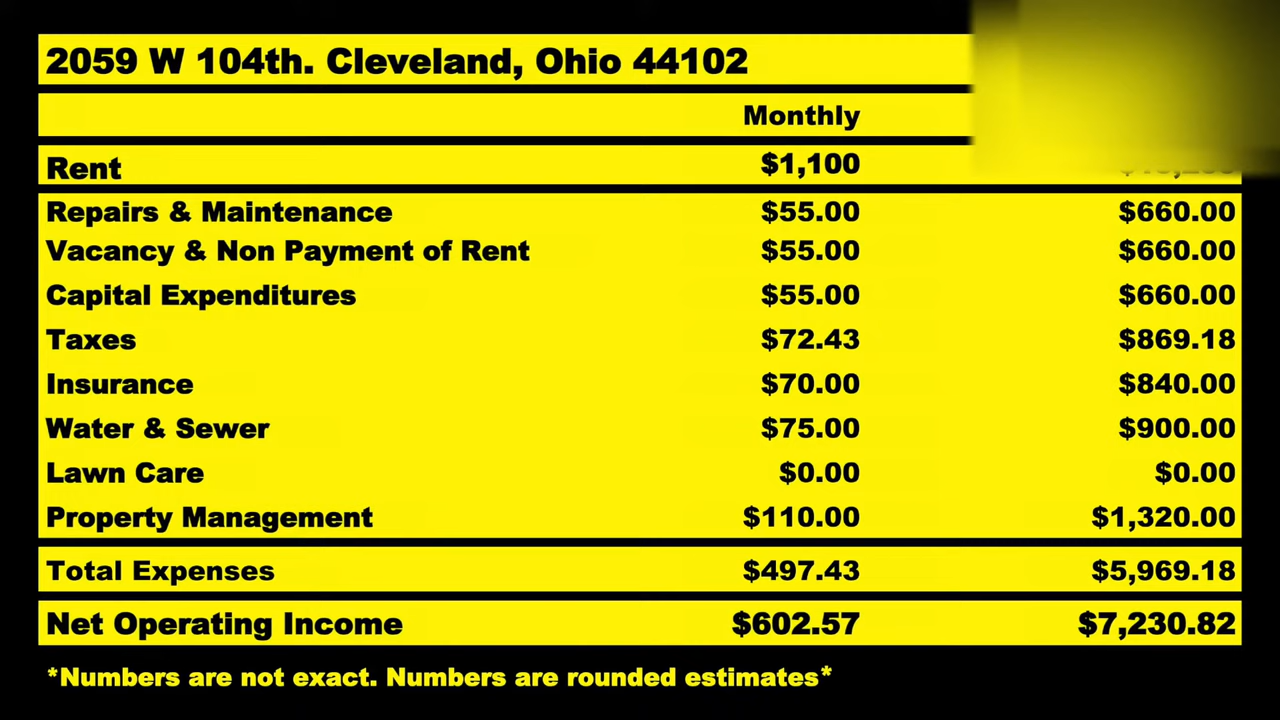 2059 W 104th. Cleveland, Ohio 44102
Monthly
Rent $1,100
Repairs & Maintenance $55.00 $660.00
Vacancy & Non Payment of Rent $55.00 $660.00
Capital Expenditures $55.00 $660.00
Taxes $72.43 $869.18
Insurance $70.00 $840.00
Water & Sewer $75.00 $900.00
Lawn Care $0.00 $0.00
Property Management $110.00 $1,320.00
Total Expenses $497.43 $5,969.18
Net Operating Income $602.57 $7,230.82
*Numbers are not exact. Numbers are rounded estimates*